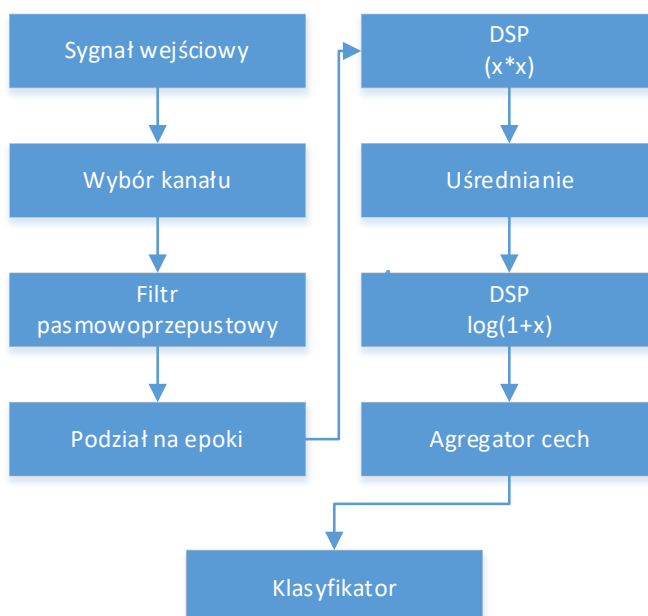 Sygnał wejściowy
Wybór kanału
Filtr
pasmowoprzepustowy
Podział na epoki
DSP
(x*x)
Uśrednianie
DSP
log(1+x)
Agregator cech
Klasyfikator